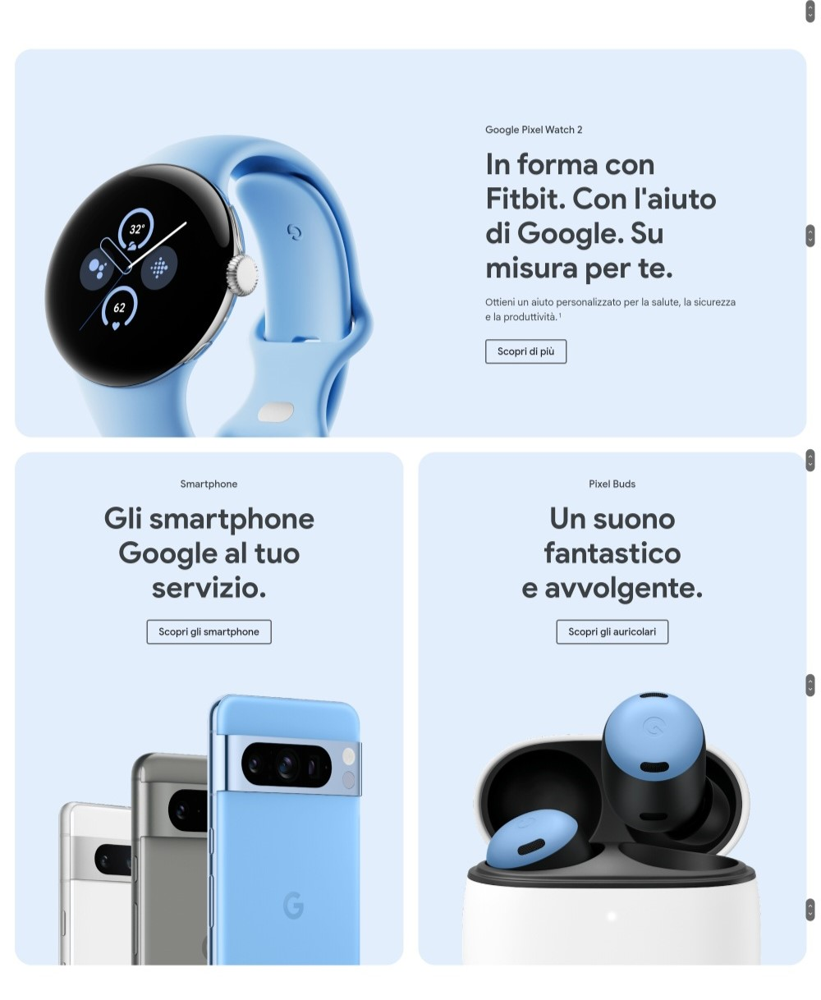 Google Pixel Watch 2
In forma con
Fitbit. Con l'aiuto
di Google. Su
misura per te.
Ottieni un aiuto personalizzato per la salute, la sicurezza
e la produttività.¹
Scopri di più
32°
62
Smartphone
Gli smartphone
Google al tuo
servizio.
Scopri gli smartphone
G
Pixel Buds
Un suono
fantastico
e avvolgente.
Scopri gli auricolari